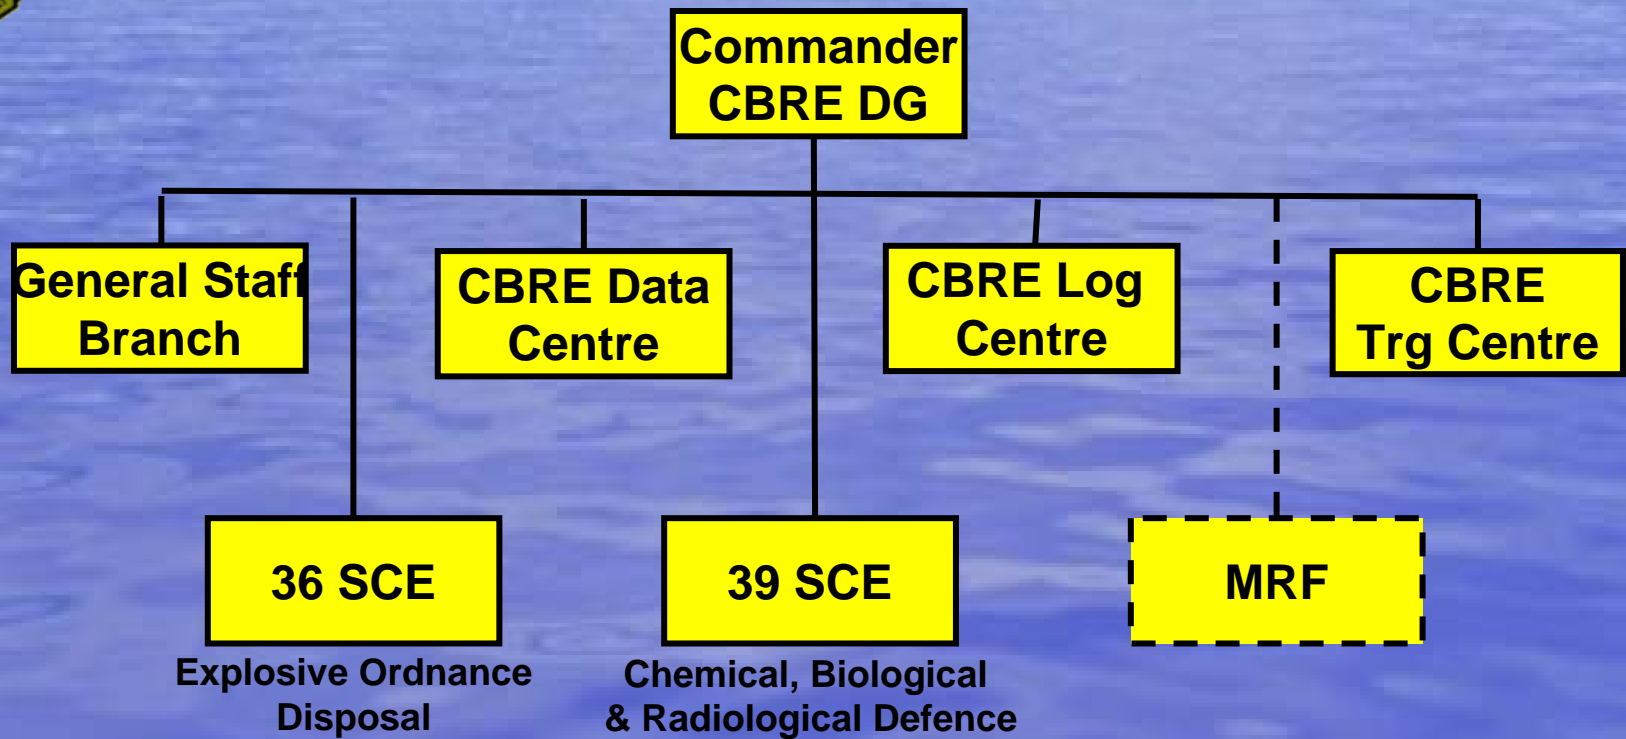 Commander
CBRE DG
General Staff
Branch
CBRE Data
Centre
CBRE Log
Centre
CBRE
Trg Centre
36 SCE
Explosive Ordnance
Disposal
39 SCE
Chemical, Biological
& Radiological Defence
MRF